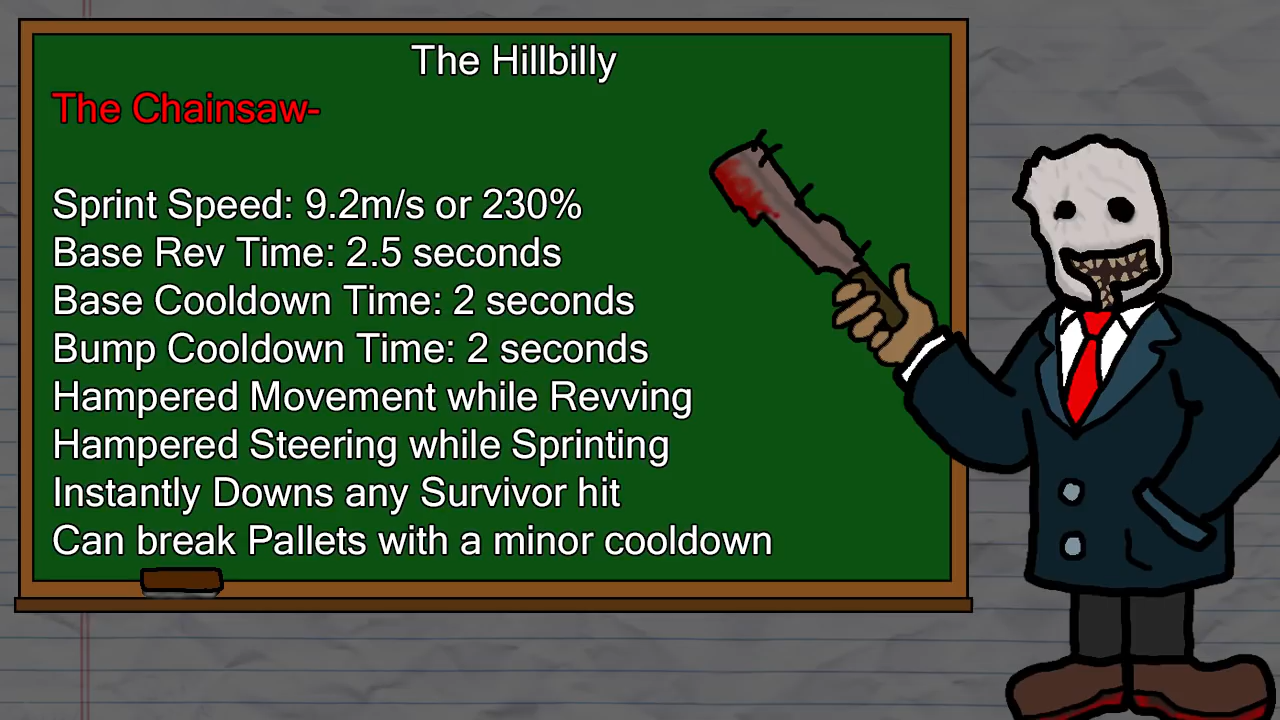 The Hillbilly
The Chainsaw-
Sprint Speed: 9.2m/s or 230%
Base Rev Time: 2.5 seconds
Base Cooldown Time: 2 seconds
Bump Cooldown Time: 2 seconds
Hampered Movement while Revving
Hampered Steering while Sprinting
Instantly Downs any Survivor hit
Can break Pallets with a minor cooldown